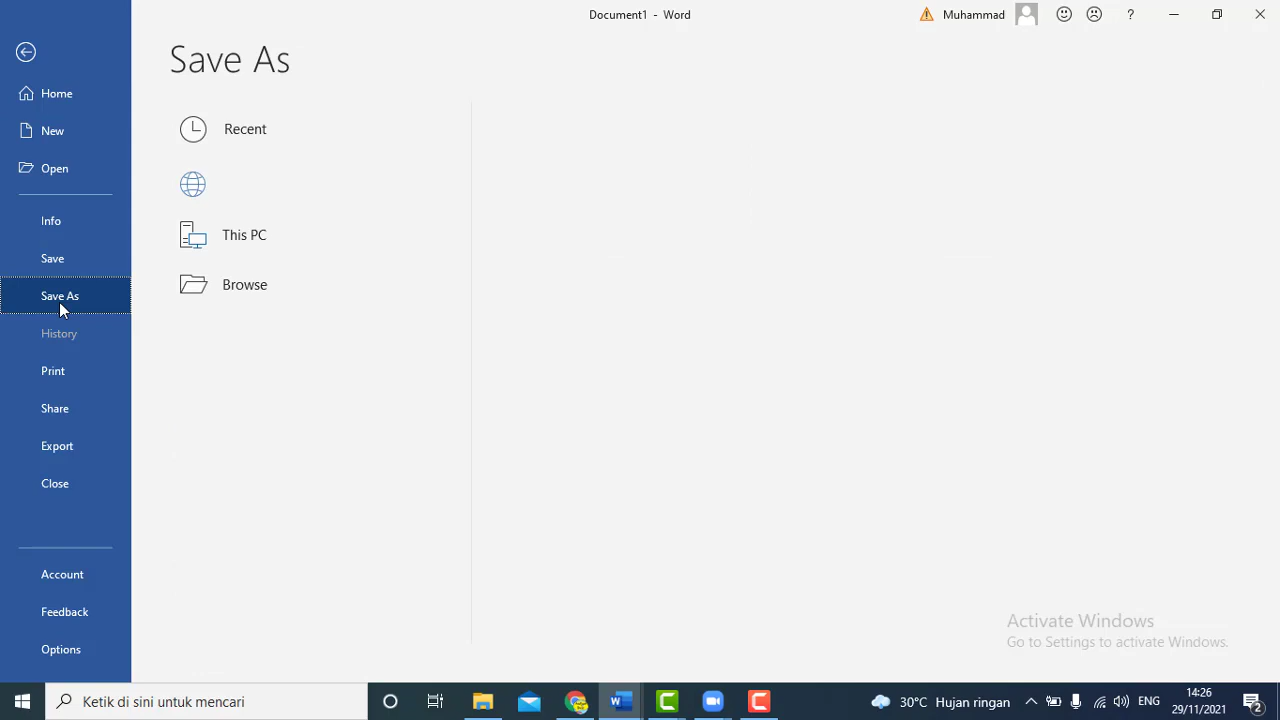 Document1 - Word
Muhammad
?
Save As
Home
New
Open
Info
Save
Save As
History
Print
Share
Export
Close
Account
Feedback
Options
Recent
This PC
Browse
Activate Windows
Go to Settings to activate Windows.
Ketik di sini untuk mencari
30°C Hujan ringan
ENG
14:26
29/11/2021
2